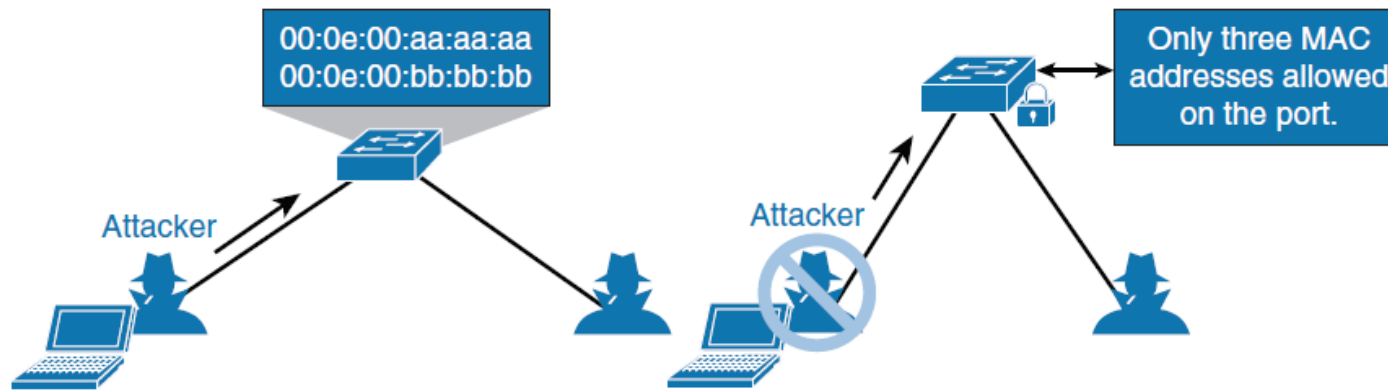 00:0e:00:aa:aa:aa
00:0e:00:bb:bb:bb
Attacker
Only three MAC
addresses allowed
on the port.
Attacker